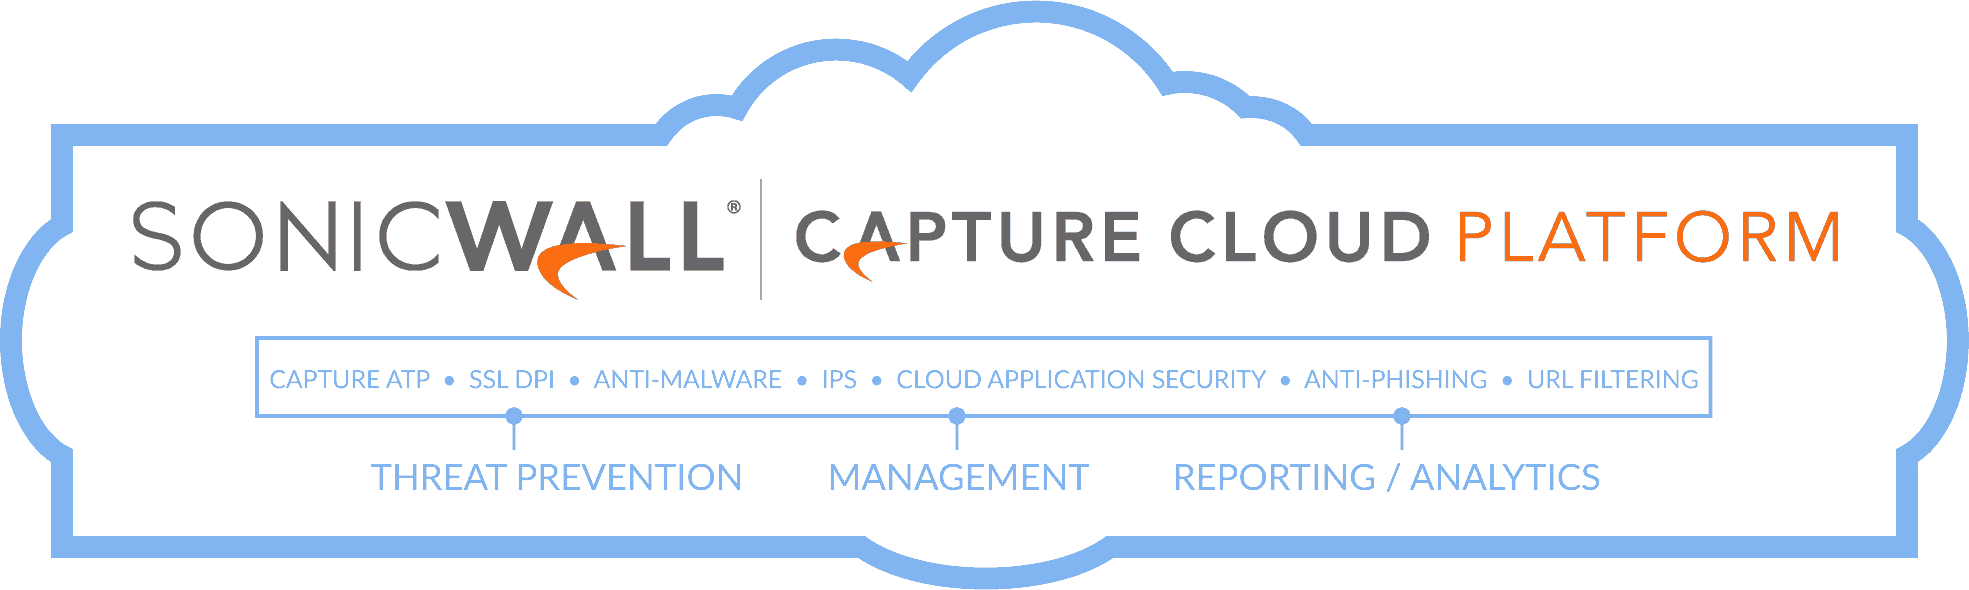 SONICWALL® | CAPTURE CLOUD PLATFORM
CAPTURE ATP • SSL DPI • ANTI-MALWARE • IPS • CLOUD APPLICATION SECURITY • ANTI-PHISHING • URL FILTERING
THREAT PREVENTION MANAGEMENT REPORTING / ANALYTICS